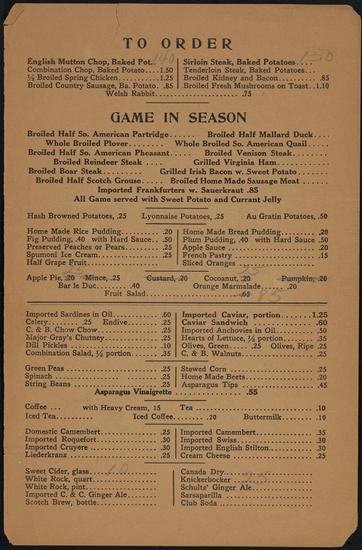 TO ORDER
English Mutton Chop, Baked Pot. 1.40
Combination Chop, Baked Potato....1.50
½ Broiled Spring Chicken.........1.25
Broiled Country Sausage, Ba. Potato. .85
Sirloin Steak, Baked Potatoes.... 1.50
Tenderloin Steak, Baked Potatoes...
Broiled Kidney and Bacon.........85
Broiled Fresh Mushrooms on Toast..1.10
Welsh Rarebit...................75
GAME IN SEASON
Broiled Half So. American Partridge...... Broiled Half Mallard Duck....
Whole Broiled Plover......... Whole Broiled So. American Quail.....
Broiled Half So. American Pheasant..... Broiled Venison Steak.......
Broiled Reindeer Steak .... Grilled Virginia Ham..........
Broiled Boar Steak ........ Grilled Irish Bacon w. Sweet Potato ......
Broiled Half Scotch Grouse..... Broiled Home Made Sausage Meat .....
Imported Frankfurters w. Sauerkraut .85
All Game served with Sweet Potato and Currant Jelly
Hash Browned Potatoes, .25 Lyonnaise Potatoes, .25 Au Gratin Potatoes, .50
Home Made Rice Pudding.......20
Fig Pudding, .40 with Hard Sauce .50
Preserved Peaches or Pears.......25
Spumoni Ice Cream...........25
Half Grape Fruit..........
Home Made Bread Pudding.......20
Plum Pudding, .40 with Hard Sauce .50
Apple Sauce...............20
French Pastry.............15
Sliced Oranges..........
Apple Pie, .20 Mince, .25 Custard, .20 Cocoanut, .20 Pumpkin, .20
Bar le Duc.......40 Orange Marmalade.......20
Fruit Salad.....................65
Imported Sardines in Oil.........60
Celery.......25 Endive......25
C. & B. Chow Chow............25
Major Gray's Chutney...........25
Dill Pickles..................10
Combination Salad, ½ portion.....35
Imported Caviar, portion.....1.25
Caviar Sandwich...........60
Imported Anchovies in Oil.......50
Hearts of Lettuce, ½ portion......35
Olives, Green.....25 Olives, Ripe .25
C. & B. Walnuts..............25
Green Peas..................25
Spinach....................25
String Beans................25
Stewed Corn................25
Home Made Beets.............20
Asparagus Tips..............45
Asparagus Vinaigrette...............55
Coffee ... with Heavy Cream, 15 Tea..................10
Iced Tea........ Iced Coffee......20 Buttermilk......10
Domestic Camembert...........25
Imported Roquefort............30
Imported Gruyere.............30
Liederkranz..................25
Imported Camembert...........35
Imported Swiss...............30
Imported English Stilton.........30
Cream Cheese................25
Sweet Cider, glass
White Rock, quart............
White Rock, pint.............
Imported C. & C. Ginger Ale.....
Scotch Brew, bottle...........
Canada Dry.................
Knickerbocker
Schultz' Ginger Ale............
Sarsaparilla.................
Club Soda..................